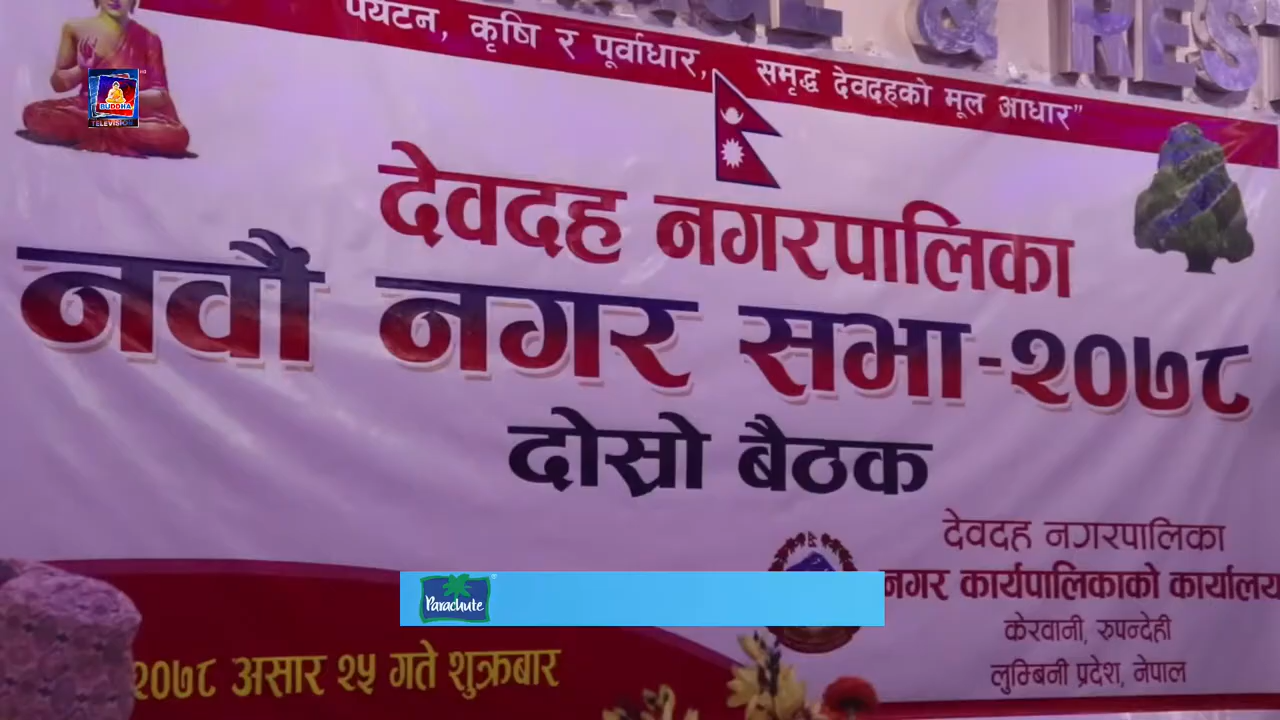 & RES
पर्यटन, कृषि र पूर्वाधार, समृद्ध देवदहको मूल आधार”
BUDDHA
TELEVISION
देवदह नगरपालिका
नवौं नगर सभा-२०७८
दोस्रो बैठक
देवदह नगरपालिका
नगर कार्यपालिकाको कार्यालय
केरवानी, रुपन्देही
लुम्बिनी प्रदेश, नेपाल
Parachute
२०७८ असार २५ गते शुक्रबार